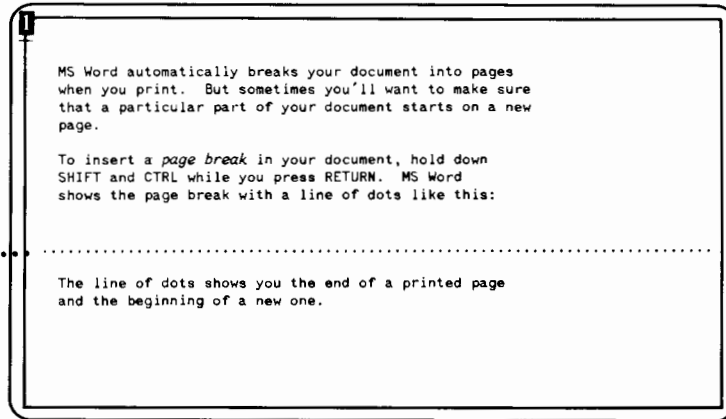 1
MS Word automatically breaks your document into pages
when you print.  But sometimes you'll want to make sure
that a particular part of your document starts on a new
page.
To insert a page break in your document, hold down
SHIFT and CTRL while you press RETURN.  MS Word
shows the page break with a line of dots like this:
The line of dots shows you the end of a printed page
and the beginning of a new one.